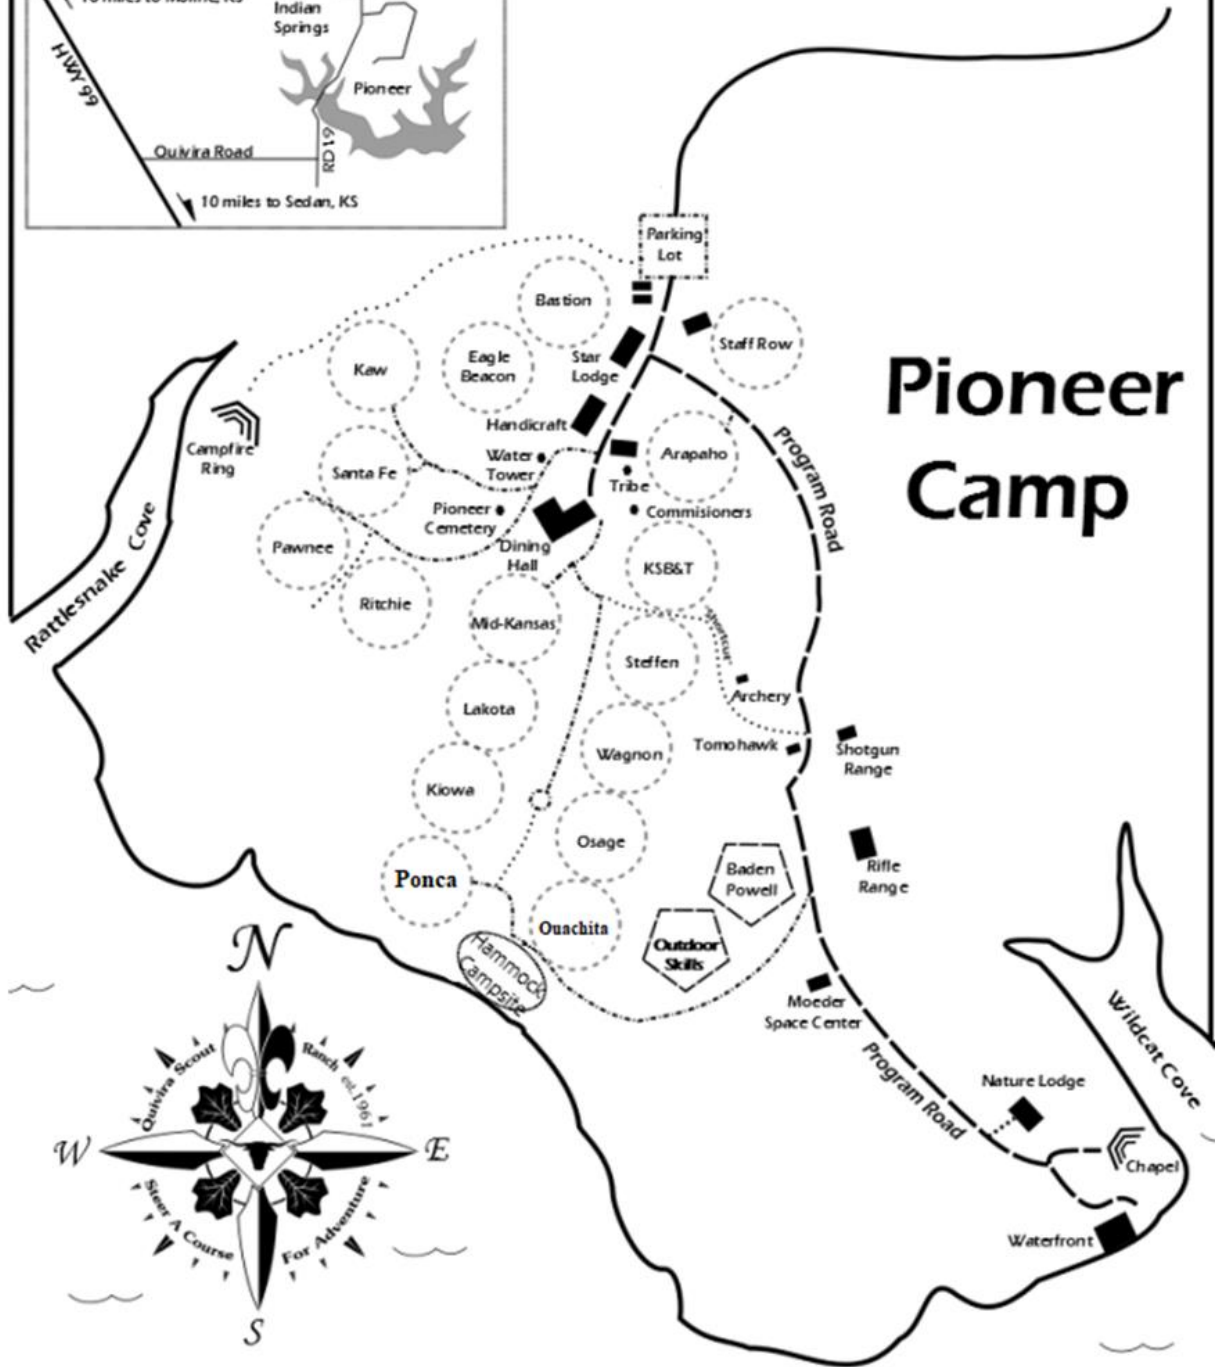 Indian
Springs
HWY 99
Pioneer
Quivira Road
RD 19
10 miles to Sedan, KS
Parking
Lot
Bastion
Staff Row
Star
Lodge
Eagle
Beacon
Kaw
Pioneer
Camp
Campfire
Ring
Handicraft
Water
Tower
Arapaho
Program Road
Santa Fe
Tribe
Pioneer
Cemetery
Commisioners
Dining
Hall
Pawnee
KSB&T
Rattlesnake Cove
Ritchie
Mid-Kansas
Shortcut
Steffen
Archery
Lakota
Wagnon
Tomohawk
Shotgun
Range
Kiowa
Osage
Baden
Powell
Rifle
Range
Ponca
Ouachita
Outdoor
Skills
Hammock
Campsite
Moeder
Space Center
Program Road
Wildcat Cove
Nature Lodge
Chapel
Waterfront
N
Quivira Scout
Ranch est.1961
W
E
Steer A Course
For Adventure
S